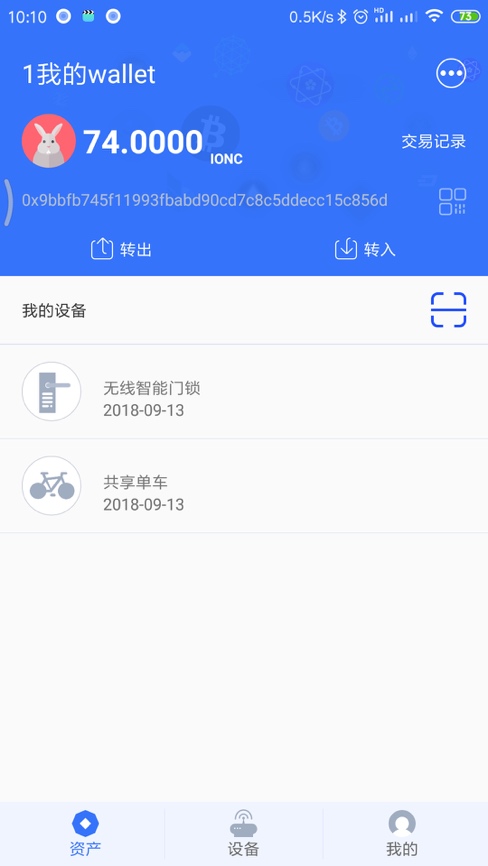 10:10 0.5K/s HD 73
1我的wallet
74.0000 IONC
交易记录
0x9bbfb745f11993fbabd90cd7c8c5ddecc15c856d
转出 转入
我的设备
无线智能门锁
2018-09-13
共享单车
2018-09-13
资产 设备 我的